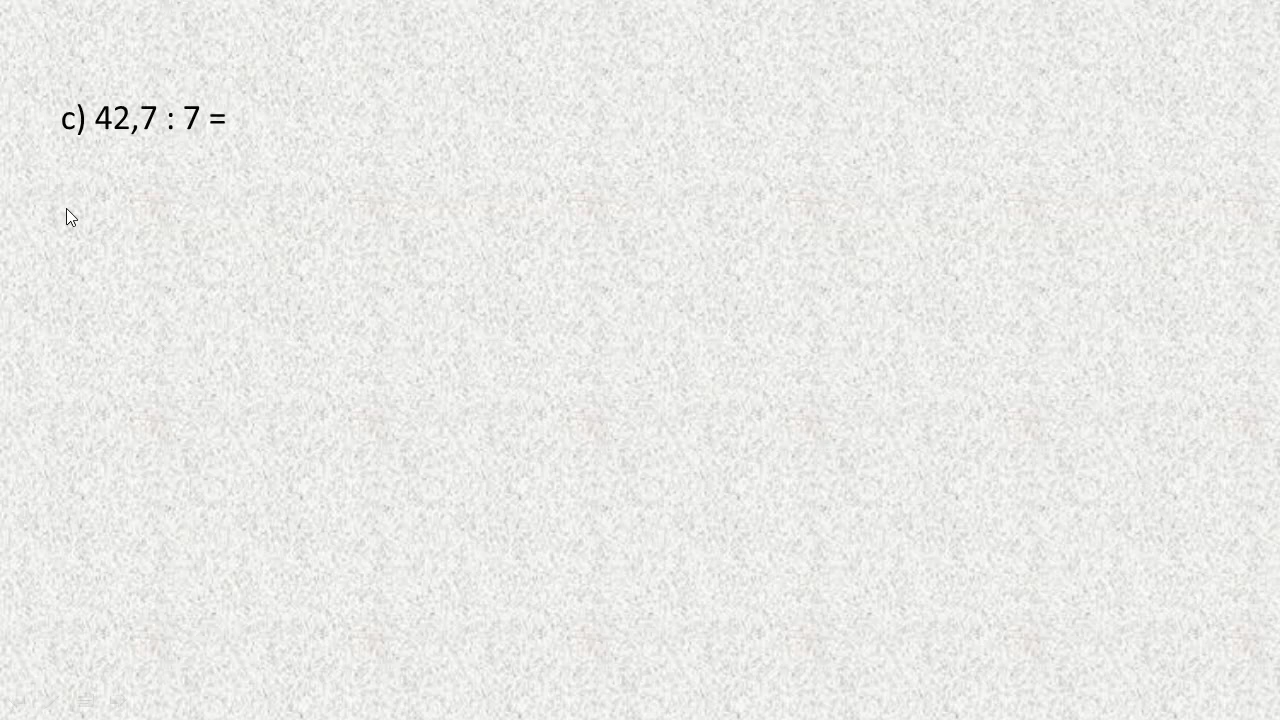 c) 42,7 : 7 =